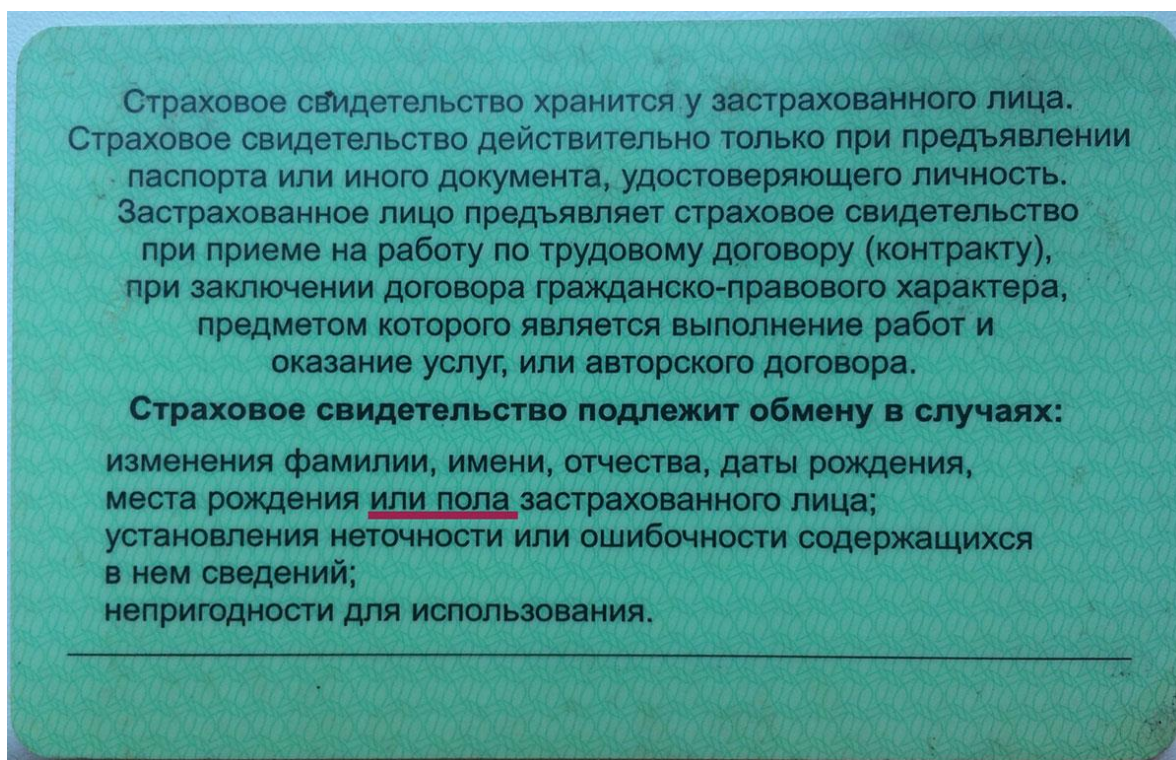 Страховое свидетельство хранится у застрахованного лица.
Страховое свидетельство действительно только при предъявлении
паспорта или иного документа, удостоверяющего личность.
Застрахованное лицо предъявляет страховое свидетельство
при приеме на работу по трудовому договору (контракту),
при заключении договора гражданско-правового характера,
предметом которого является выполнение работ и
оказание услуг, или авторского договора.
Страховое свидетельство подлежит обмену в случаях:
изменения фамилии, имени, отчества, даты рождения,
места рождения или пола застрахованного лица;
установления неточности или ошибочности содержащихся
в нем сведений;
непригодности для использования.